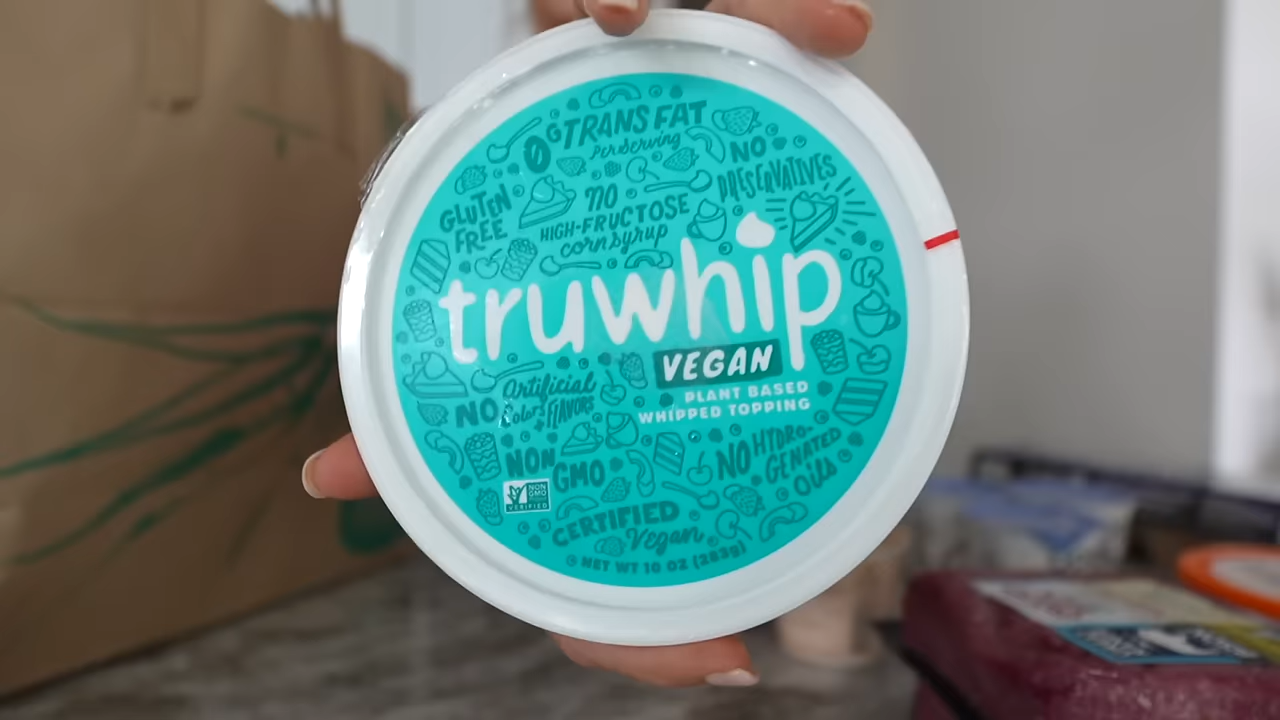 0G TRANS FAT
Per Serving
NO
PRESERVATIVES
GLUTEN
FREE
no
HIGH-FRUCTOSE
corn syrup
truwhip
VEGAN
PLANT BASED
WHIPPED TOPPING
NO Artificial
Colors + FLAVORS
NON
GMO
NO HYDRO-
GENATED
Oils
NON
GMO
VERIFIED
CERTIFIED
Vegan
NET WT 10 OZ (283g)